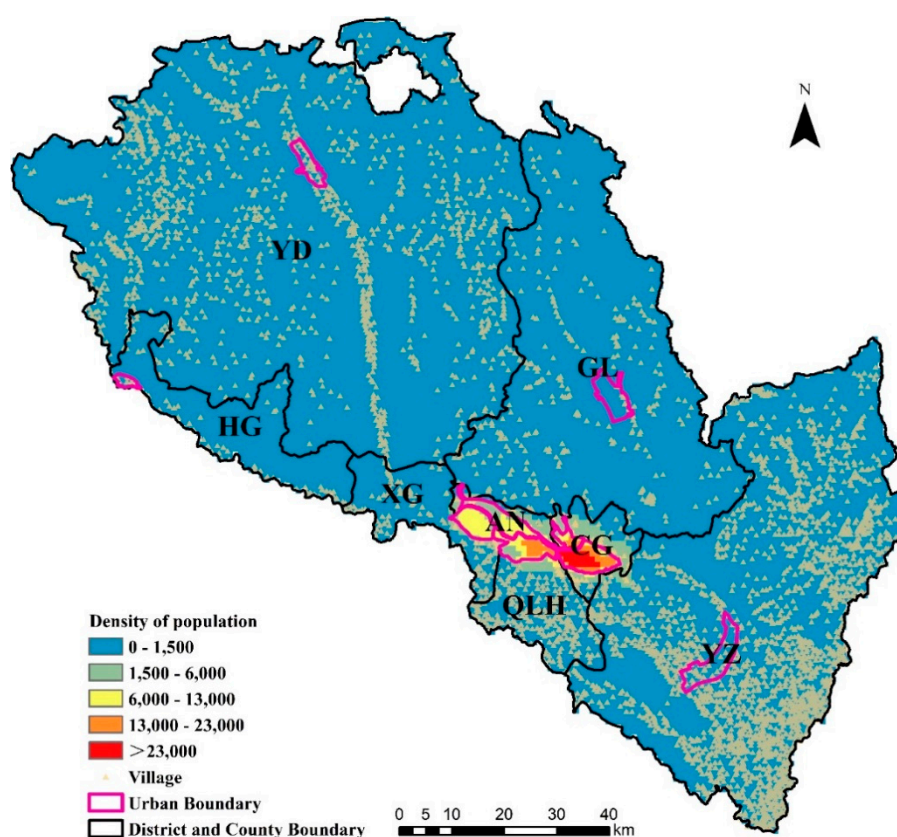 N
YD
GL
HG
XG
AN
CG
QLH
YZ
Density of population
0 - 1,500
1,500 - 6,000
6,000 - 13,000
13,000 - 23,000
>23,000
Village
Urban Boundary
District and County Boundary
0 5 10 20 30 40
km